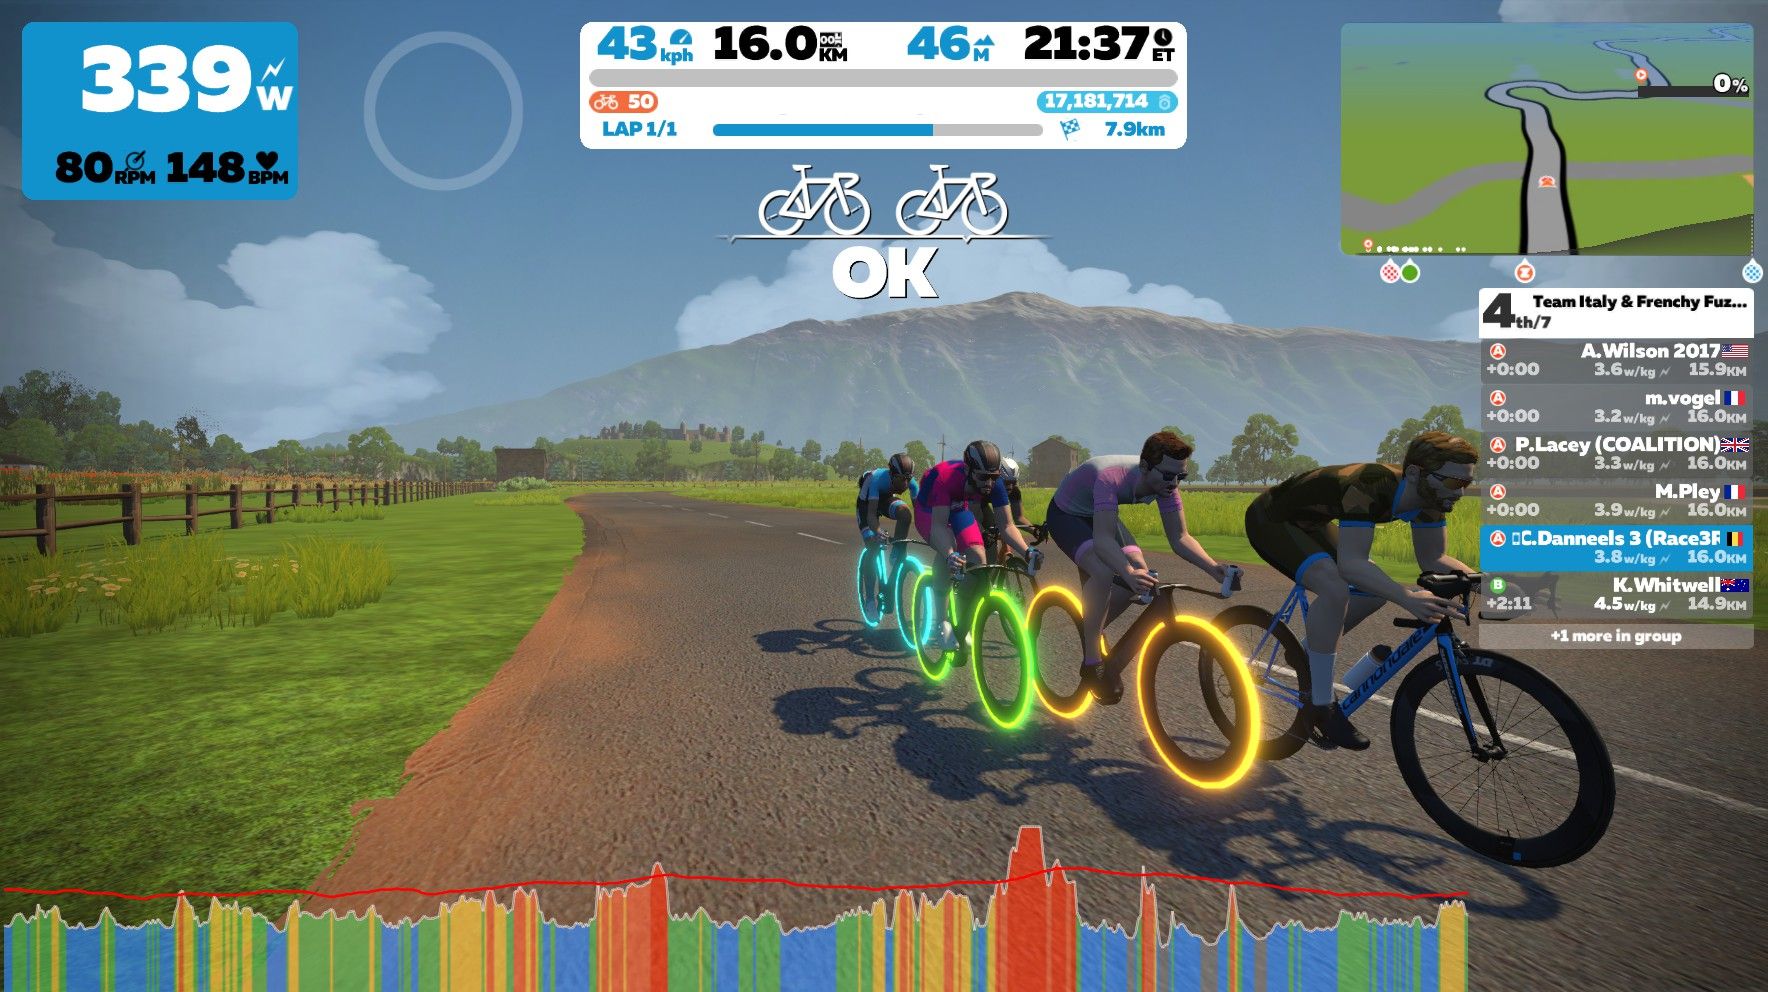 339 W
80 RPM 148 BPM
43 kph 16.0 KM 46 M 21:37 ET
50 17,181,714
LAP 1/1 7.9km
OK
0%
4th/7 Team Italy & Frenchy Fuz...
A A.Wilson 2017
+0:00 3.6w/kg 15.9KM
A m.vogel
+0:00 3.2w/kg 16.0KM
A P.Lacey (COALITION)
+0:00 3.3w/kg 16.0KM
A M.Pley
+0:00 3.9w/kg 16.0KM
A C.Danneels 3 (Race3R
3.8w/kg 16.0KM
B K.Whitwell
+2:11 4.5w/kg 14.9KM
+1 more in group
cannondale